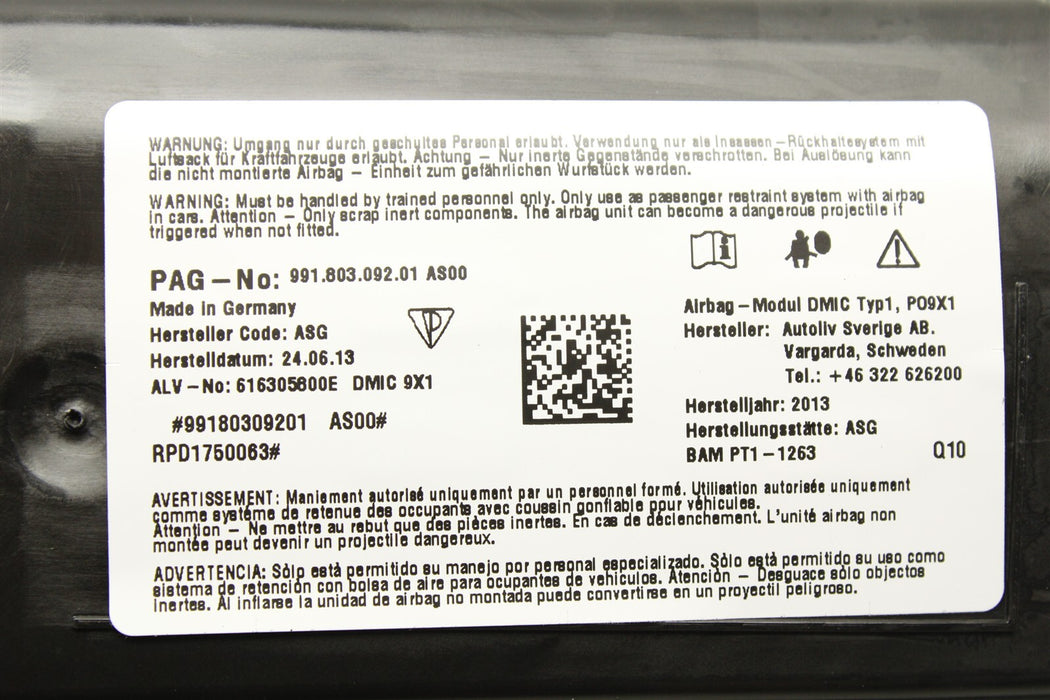 WARNUNG: Umgang nur durch geschultes Personal erlaubt. Verwendung nur als Insassen-Rückhaltesystem mit
Luftsack für Kraftfahrzeuge erlaubt. Achtung – Nur inerte Gegenstände verschrotten. Bei Auslösung kann
die nicht montierte Airbag – Einheit zum gefährlichen Wurfstück werden.
WARNING: Must be handled by trained personnel only. Only use as passenger restraint system with airbag
in cars. Attention – Only scrap inert components. The airbag unit can become a dangerous projectile if
triggered when not fitted.
PAG-No: 991.803.092.01 AS00
Made in Germany
Hersteller Code: ASG
Herstelldatum: 24.06.13
ALV-No: 616305800E DMIC 9X1
#99180309201 AS00#
RPD1750063#
Airbag-Modul DMIC Typ1, PO9X1
Hersteller: Autoliv Sverige AB.
Vargarda, Schweden
Tel.: +46 322 626200
Herstelljahr: 2013
Herstellungsstätte: ASG
BAM PT1-1263 Q10
AVERTISSEMENT: Maniement autorisé uniquement par un personnel formé. Utilisation autorisée uniquement
comme système de retenue des occupants avec coussin gonflable pour véhicules.
Attention – Ne mettre au rebut que des pièces inertes. En cas de déclenchement. L'unité airbag non
montée peut devenir un projectile dangereux.
ADVERTENCIA: Sòlp està permitido su manejo por personal especializado. Sòlo està permitido su uso como
sistema de retención con bolsa de aire para ocupantes de vehiculos. Atenciòn – Desguace sòlo objectos
inertes. Al inflarse la unidad de airbag no montada puede convertirse en un proyectil peligroso.